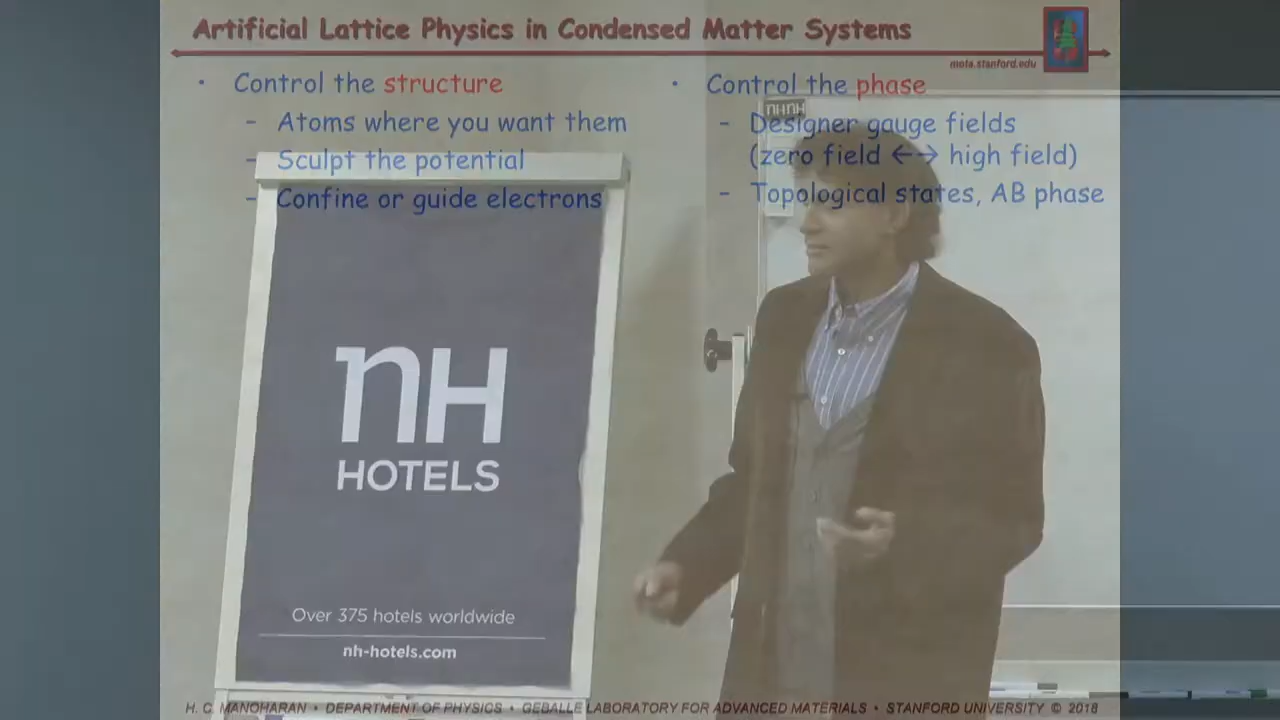 Artificial Lattice Physics in Condensed Matter Systems
mota.stanford.edu
• Control the structure
– Atoms where you want them
– Sculpt the potential
– Confine or guide electrons
• Control the phase
– Designer gauge fields
(zero field ←→ high field)
– Topological states, AB phase
nH
HOTELS
Over 375 hotels worldwide
nh-hotels.com
H. C. MANOHARAN • DEPARTMENT OF PHYSICS • GEBALLE LABORATORY FOR ADVANCED MATERIALS • STANFORD UNIVERSITY © 2018